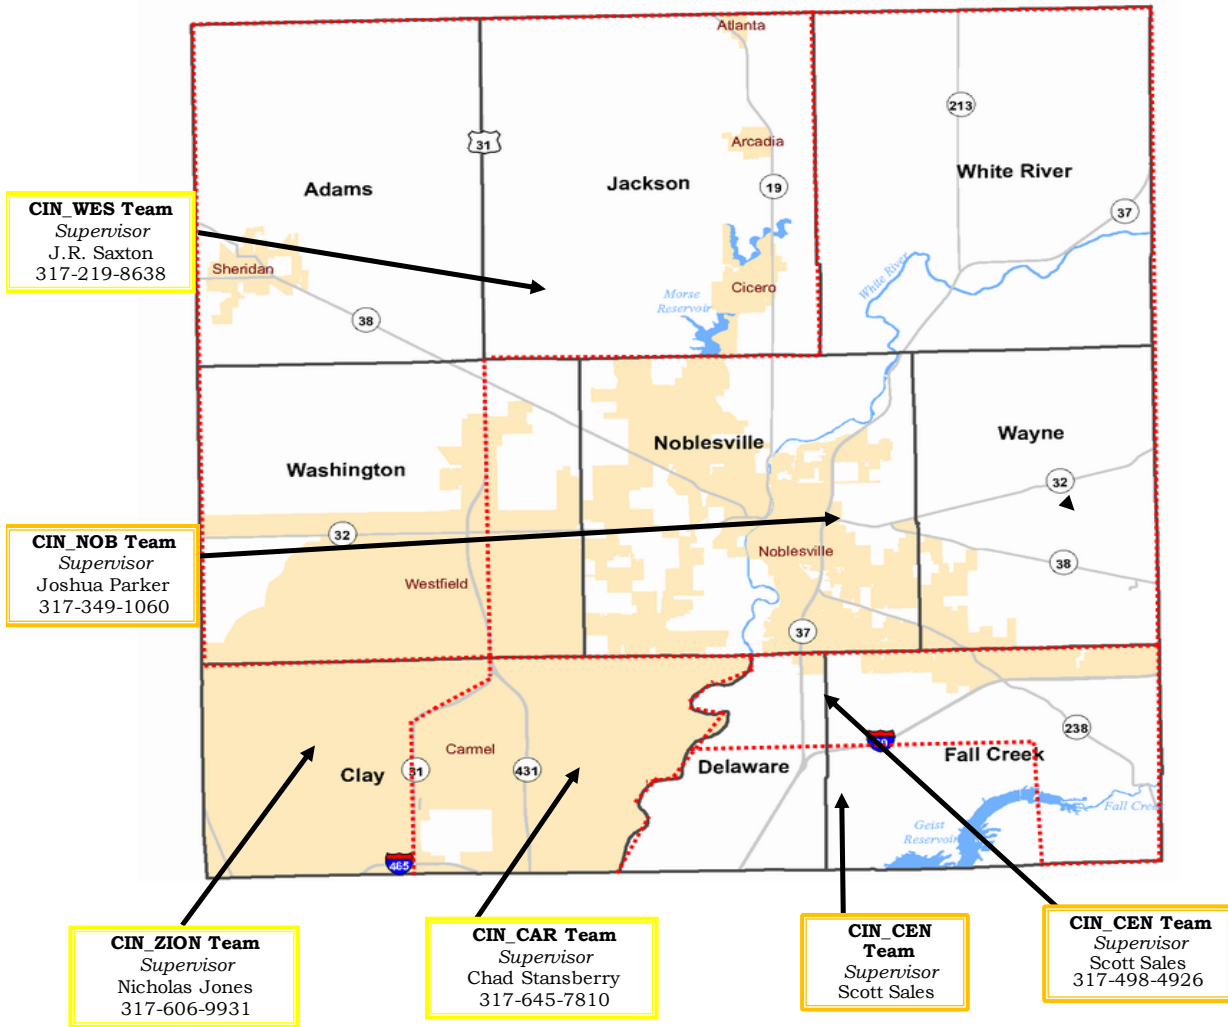 Atlanta
213
31
Arcadia
White River
Adams
Jackson
19
37
CIN_WES Team
Supervisor
J.R. Saxton
317-219-8638
Sheridan
White River
Cicero
Morse
Reservoir
38
Noblesville
Wayne
Washington
32
32
CIN_NOB Team
Supervisor
Joshua Parker
317-349-1060
Noblesville
38
Westfield
37
238
Carmel
Fall Creek
Clay
31
431
Delaware
Fall Creek
Geist
Reservoir
465
CIN_ZION Team
Supervisor
Nicholas Jones
317-606-9931
CIN_CAR Team
Supervisor
Chad Stansberry
317-645-7810
CIN_CEN
Team
Supervisor
Scott Sales
CIN_CEN Team
Supervisor
Scott Sales
317-498-4926